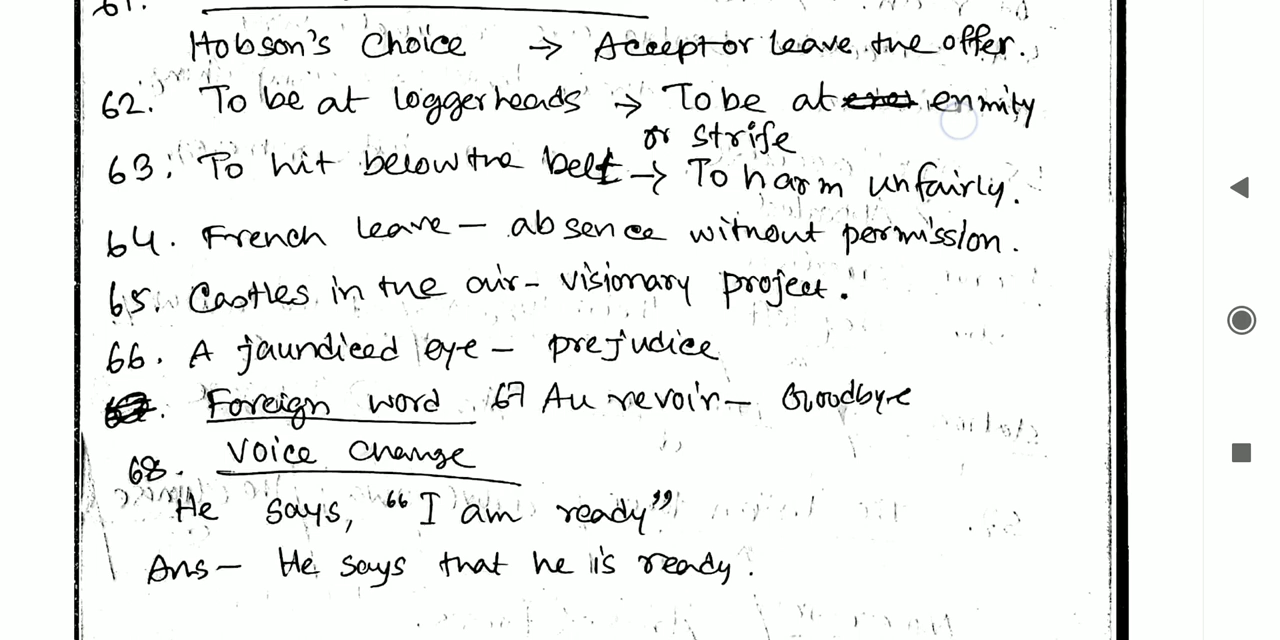 61.
Hobson's Choice → Accept or leave the offer.
62. To be at loggerheads → To be at enmity
or strife
63. To hit below the belt → To harm unfairly.
64. French leave – absence without permission.
65. Castles in the air – visionary project.
66. A jaundiced eye – prejudice
Foreign word 67 Au revoir – Goodbye
68. Voice Change
He says, "I am ready"
Ans – He says that he is ready.